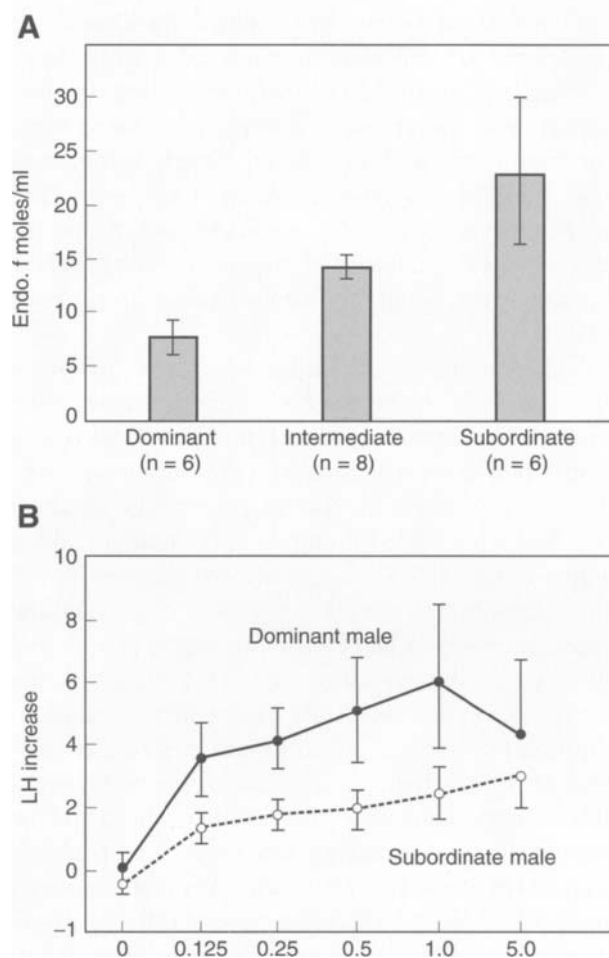 A
Endo. f moles/ml
30
25
20
15
10
5
0
Dominant
(n = 6)
Intermediate
(n = 8)
Subordinate
(n = 6)
B
LH increase
10
8
6
4
2
0
−1
Dominant male
Subordinate male
0 0.125 0.25 0.5 1.0 5.0